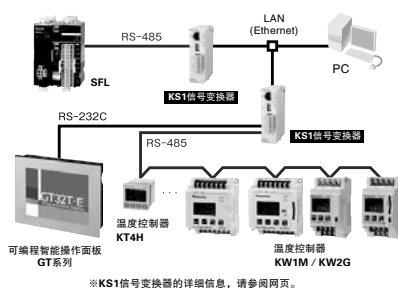 LAN
(Ethernet)
RS-485
SFL
KS1信号变换器
PC
RS-232C
KS1信号变换器
RS-485
GT32T-E
温度控制器
KT4H
· · ·
可编程智能操作面板
GT系列
温度控制器
KW1M / KW2G
※KS1信号变换器的详细信息，请参阅网页。